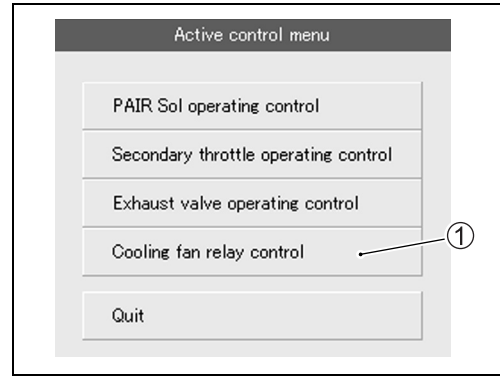 Active control menu
PAIR Sol operating control
Secondary throttle operating control
Exhaust valve operating control
Cooling fan relay control
①
Quit